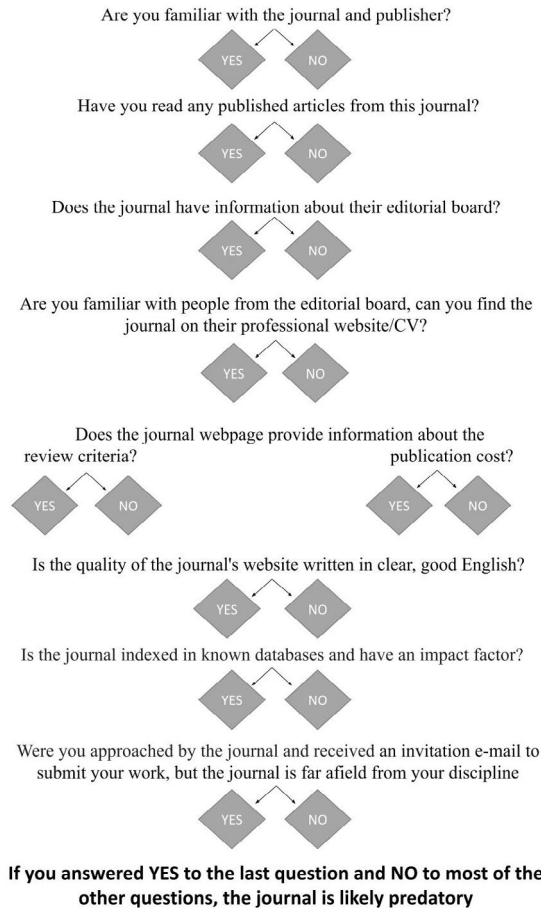 Are you familiar with the journal and publisher?
YES NO
Have you read any published articles from this journal?
YES NO
Does the journal have information about their editorial board?
YES NO
Are you familiar with people from the editorial board, can you find the
journal on their professional website/CV?
YES NO
Does the journal webpage provide information about the
review criteria? publication cost?
YES NO YES NO
Is the quality of the journal's website written in clear, good English?
YES NO
Is the journal indexed in known databases and have an impact factor?
YES NO
Were you approached by the journal and received an invitation e-mail to
submit your work, but the journal is far afield from your discipline
YES NO
If you answered YES to the last question and NO to most of the
other questions, the journal is likely predatory